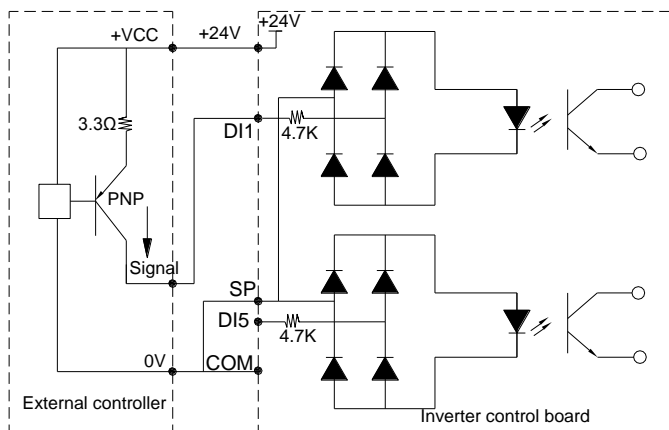 +24V
+VCC
+24V
3.3Ω
DI1
4.7K
PNP
Signal
SP
DI5
4.7K
0V
COM
External controller
Inverter control board